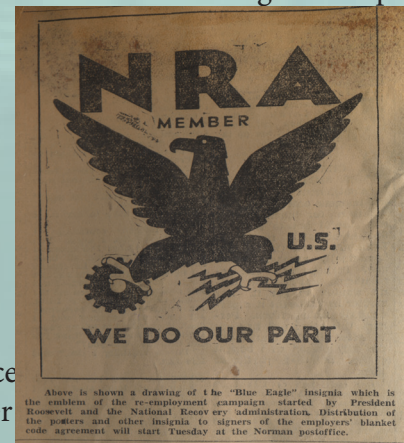 NRA
MEMBER
U.S.
WE DO OUR PART
Above is shown a drawing of the "Blue Eagle" insignia which is
the emblem of the re-employment campaign started by President
Roosevelt and the National Recovery administration. Distribution of
the posters and other insignia to signers of the employers' blanket
code agreement will start Tuesday at the Norman postoffice.